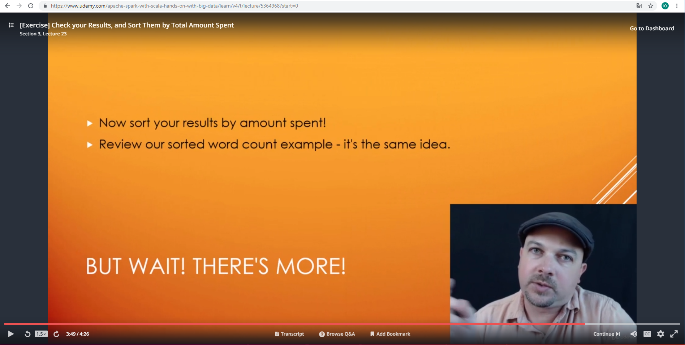 [Exercise] Check your Results, and Sort Them by Total Amount Spent
Section 3, Lecture 25
Go to Dashboard
Now sort your results by amount spent!
Review our sorted word count example - it's the same idea.
BUT WAIT! THERE'S MORE!
3:49 / 4:26
Transcript
Browse Q&A
Add Bookmark
Continue